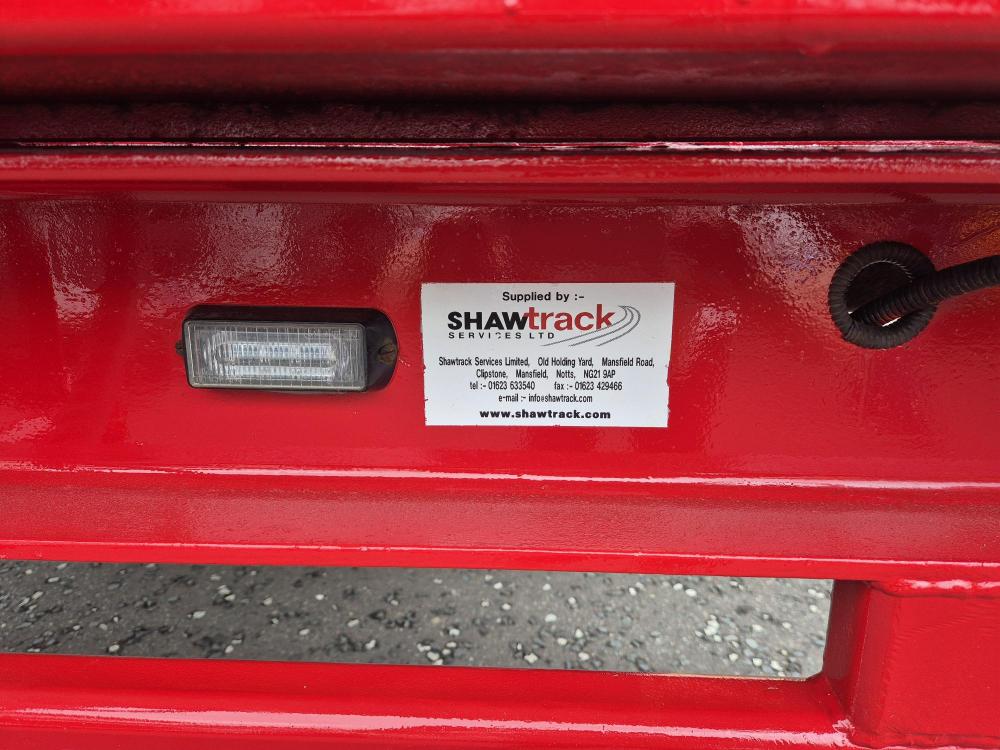 Supplied by :-
SHAWtrack
SERVICES LTD
Shawtrack Services Limited, Old Holding Yard, Mansfield Road,
Clipstone, Mansfield, Notts, NG21 9AP
tel :- 01623 633540 fax :- 01623 429466
e-mail :- info@shawtrack.com
www.shawtrack.com